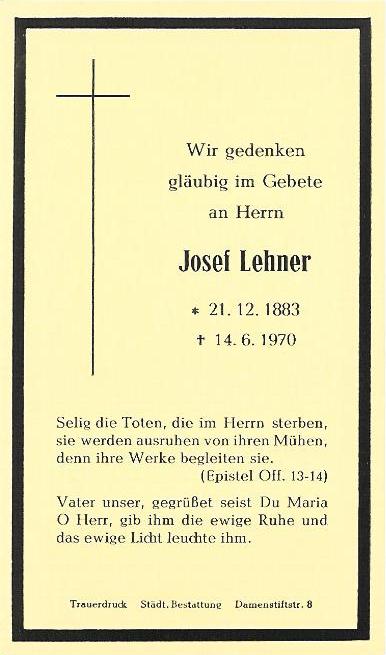 Wir gedenken
gläubig im Gebete
an Herrn
Josef Lehner
* 21. 12. 1883
† 14. 6. 1970
Selig die Toten, die im Herrn sterben,
sie werden ausruhen von ihren Mühen,
denn ihre Werke begleiten sie.
(Epistel Off. 13-14)
Vater unser, gegrüßet seist Du Maria
O Herr, gib ihm die ewige Ruhe und
das ewige Licht leuchte ihm.
Trauerdruck Städt. Bestattung Damenstiftstr. 8